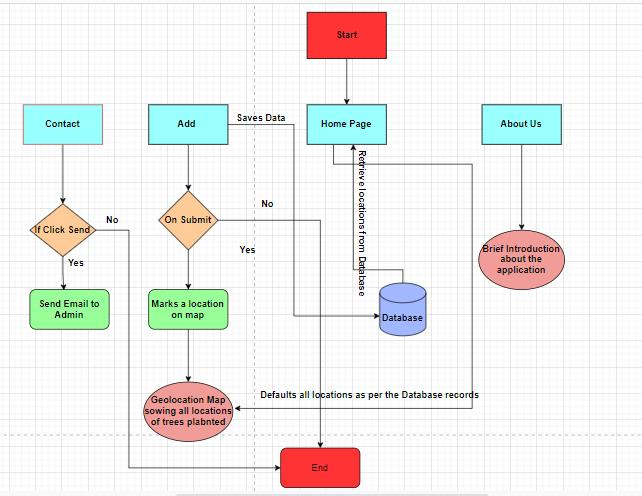 Start
Contact
Add
Saves Data
Home Page
About Us
Retrieve locations from Database
If Click Send
No
On Submit
No
Yes
Yes
Brief Introduction
about the
application
Send Email to
Admin
Marks a location
on map
Database
Defaults all locations as per the Database records
Geolocation Map
sowing all locations
of trees plabnted
End